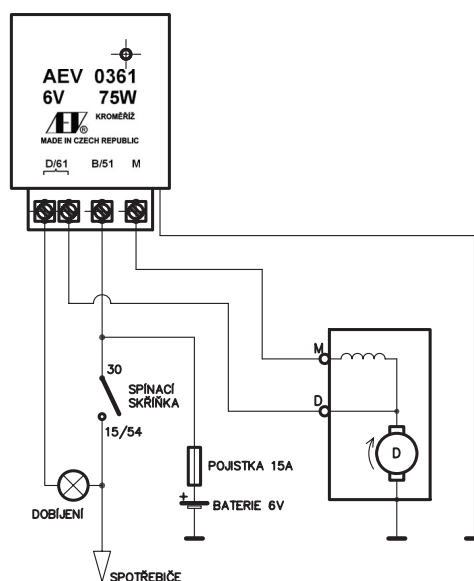 AEV 0361
6V 75W
AEV®
KROMĚŘÍŽ
MADE IN CZECH REPUBLIC
D/61 B/51 M
M
30
SPÍNACÍ
SKŘÍŇKA
D
15/54
D
POJISTKA 15A
+
BATERIE 6V
DOBÍJENÍ
SPOTŘEBIČE